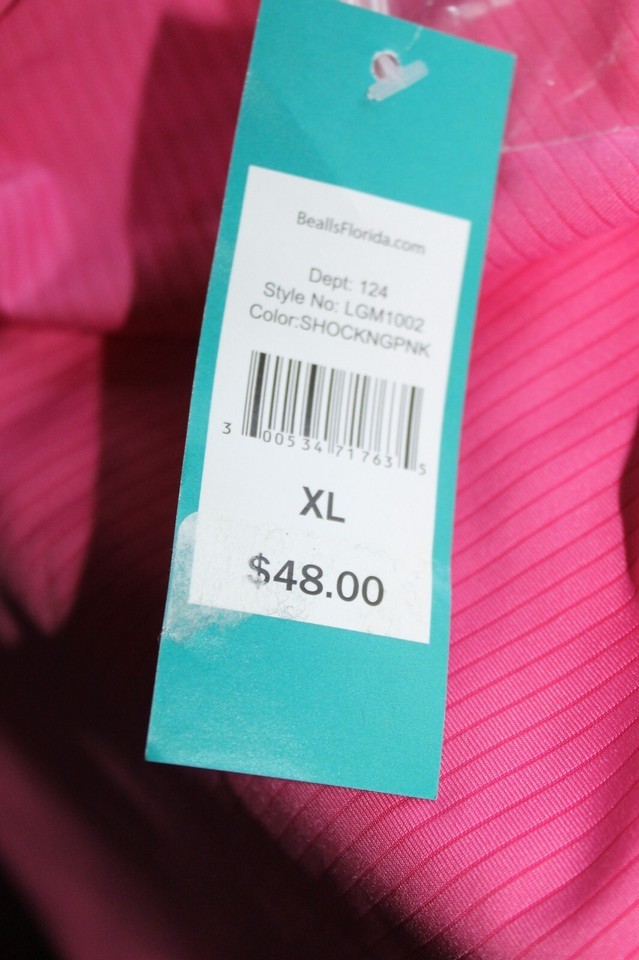 BeallsFlorida.com
Dept: 124
Style No: LGM1002
Color:SHOCKNGPNK
3 00534 71763 5
XL
$48.00